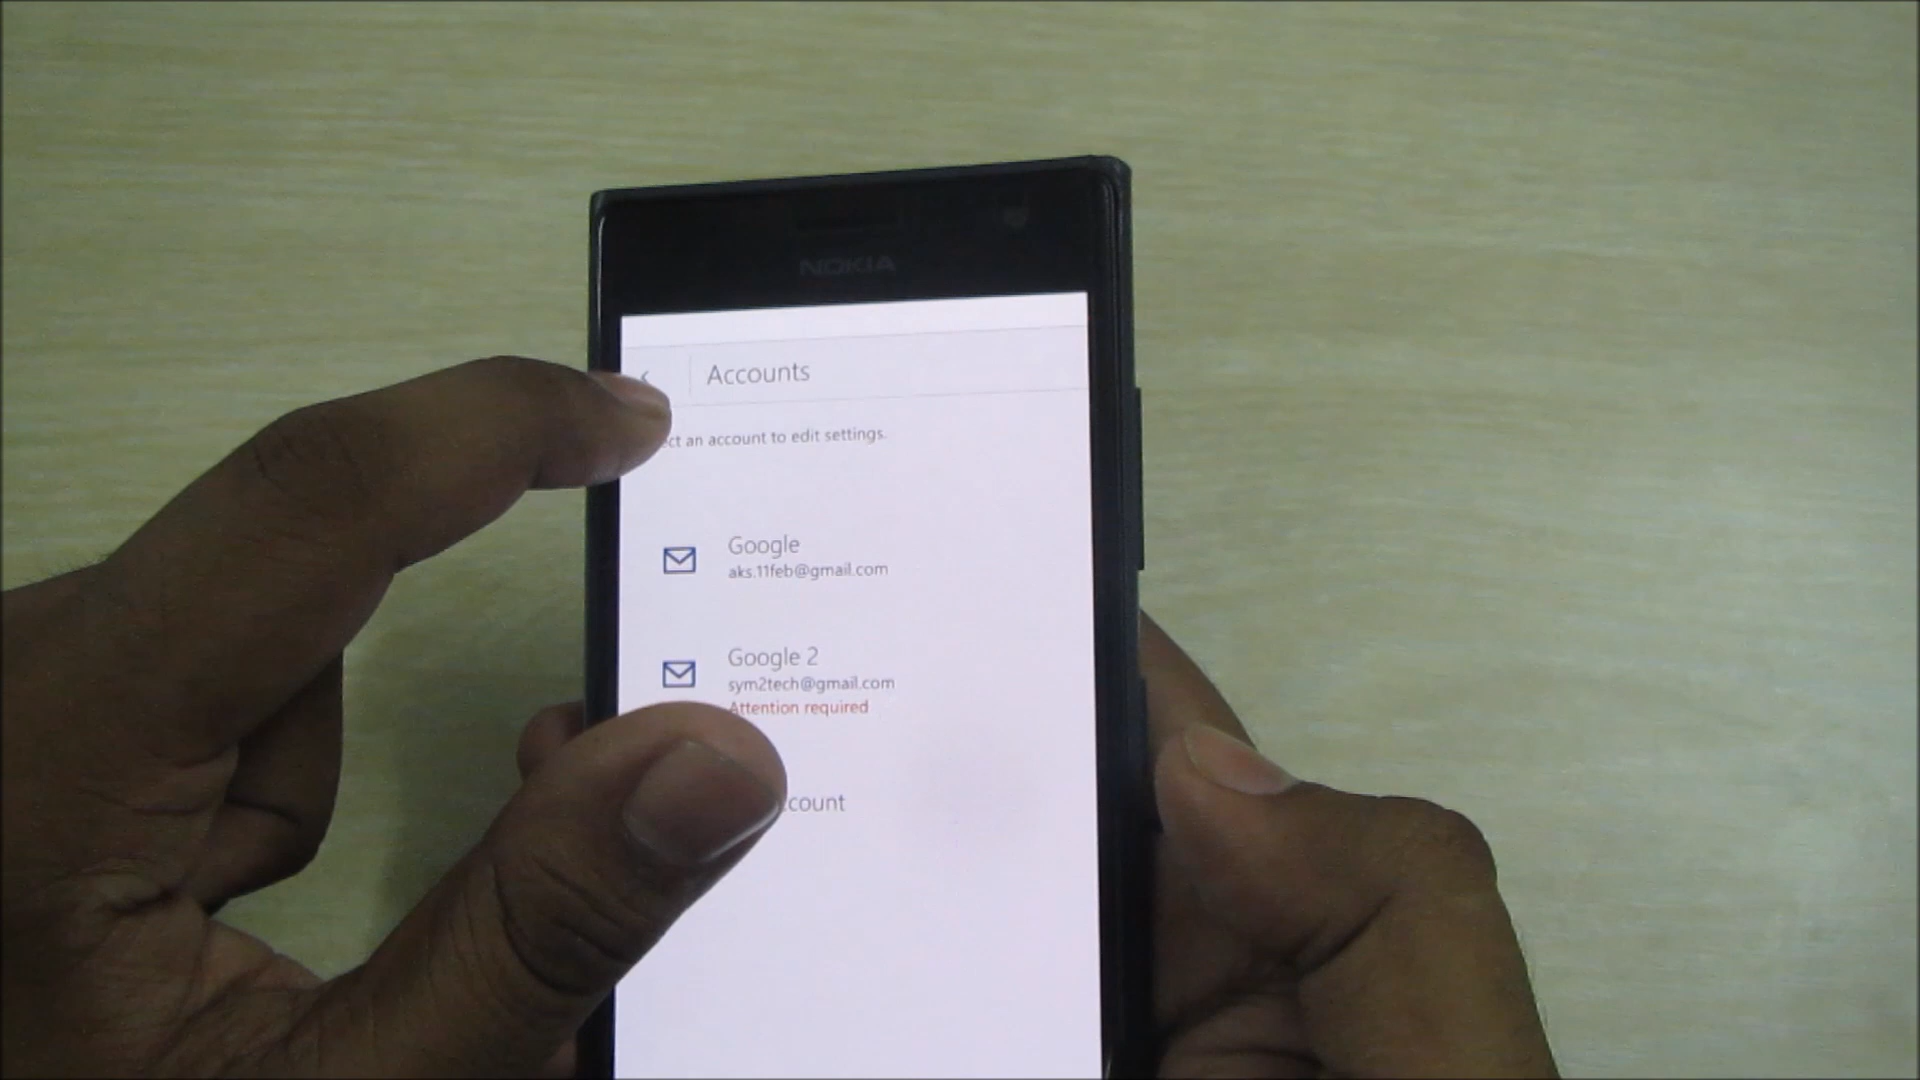 NOKIA
Accounts
ct an account to edit settings.
Google
aks.11feb@gmail.com
Google 2
sym2tech@gmail.com
Attention required
ccount